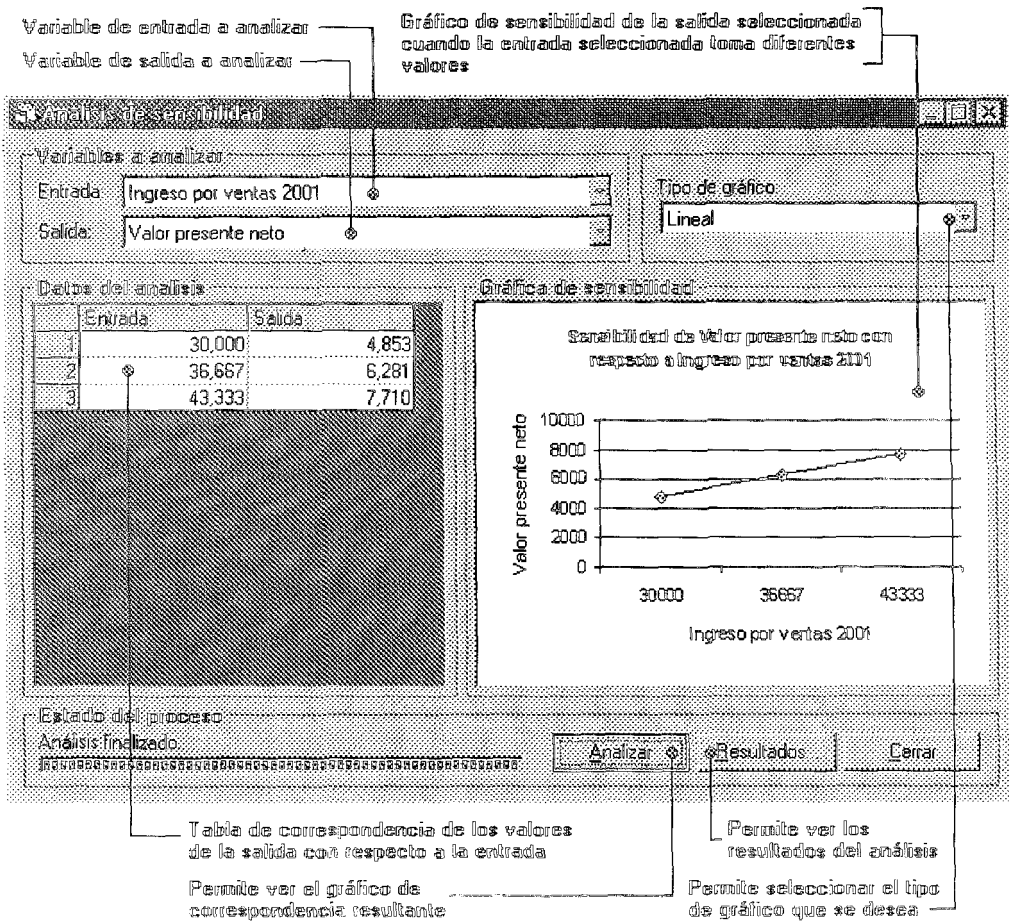 Variable de entrada a analizar
Variable de salida a analizar
Gráfico de sensibilidad de la salida seleccionada
cuando la entrada seleccionada toma diferentes
valores
Análisis de sensibilidad
Variables a analizar
Entrada: Ingreso por ventas 2001
Salida: Valor presente neto
Tipo de gráfico:
Lineal
Datos del analisis
Entrada Salida
1 30,000 4,853
2 36,667 6,281
3 43,333 7,710
Gráfica de sensibilidad
Sensibilidad de Valor presente neto con
respecto a Ingreso por ventas 2001
Valor presente neto
10000
8000
6000
4000
2000
0
30000 36667 43333
Ingreso por ventas 2001
Estado del proceso
Análisis finalizado.
Analizar Resultados Cerrar
Tabla de correspondencia de los valores
de la salida con respecto a la entrada
Permite ver los
resultados del análisis
Permite ver el gráfico de
correspondencia resultante
Permite seleccionar el tipo
de gráfico que se desea